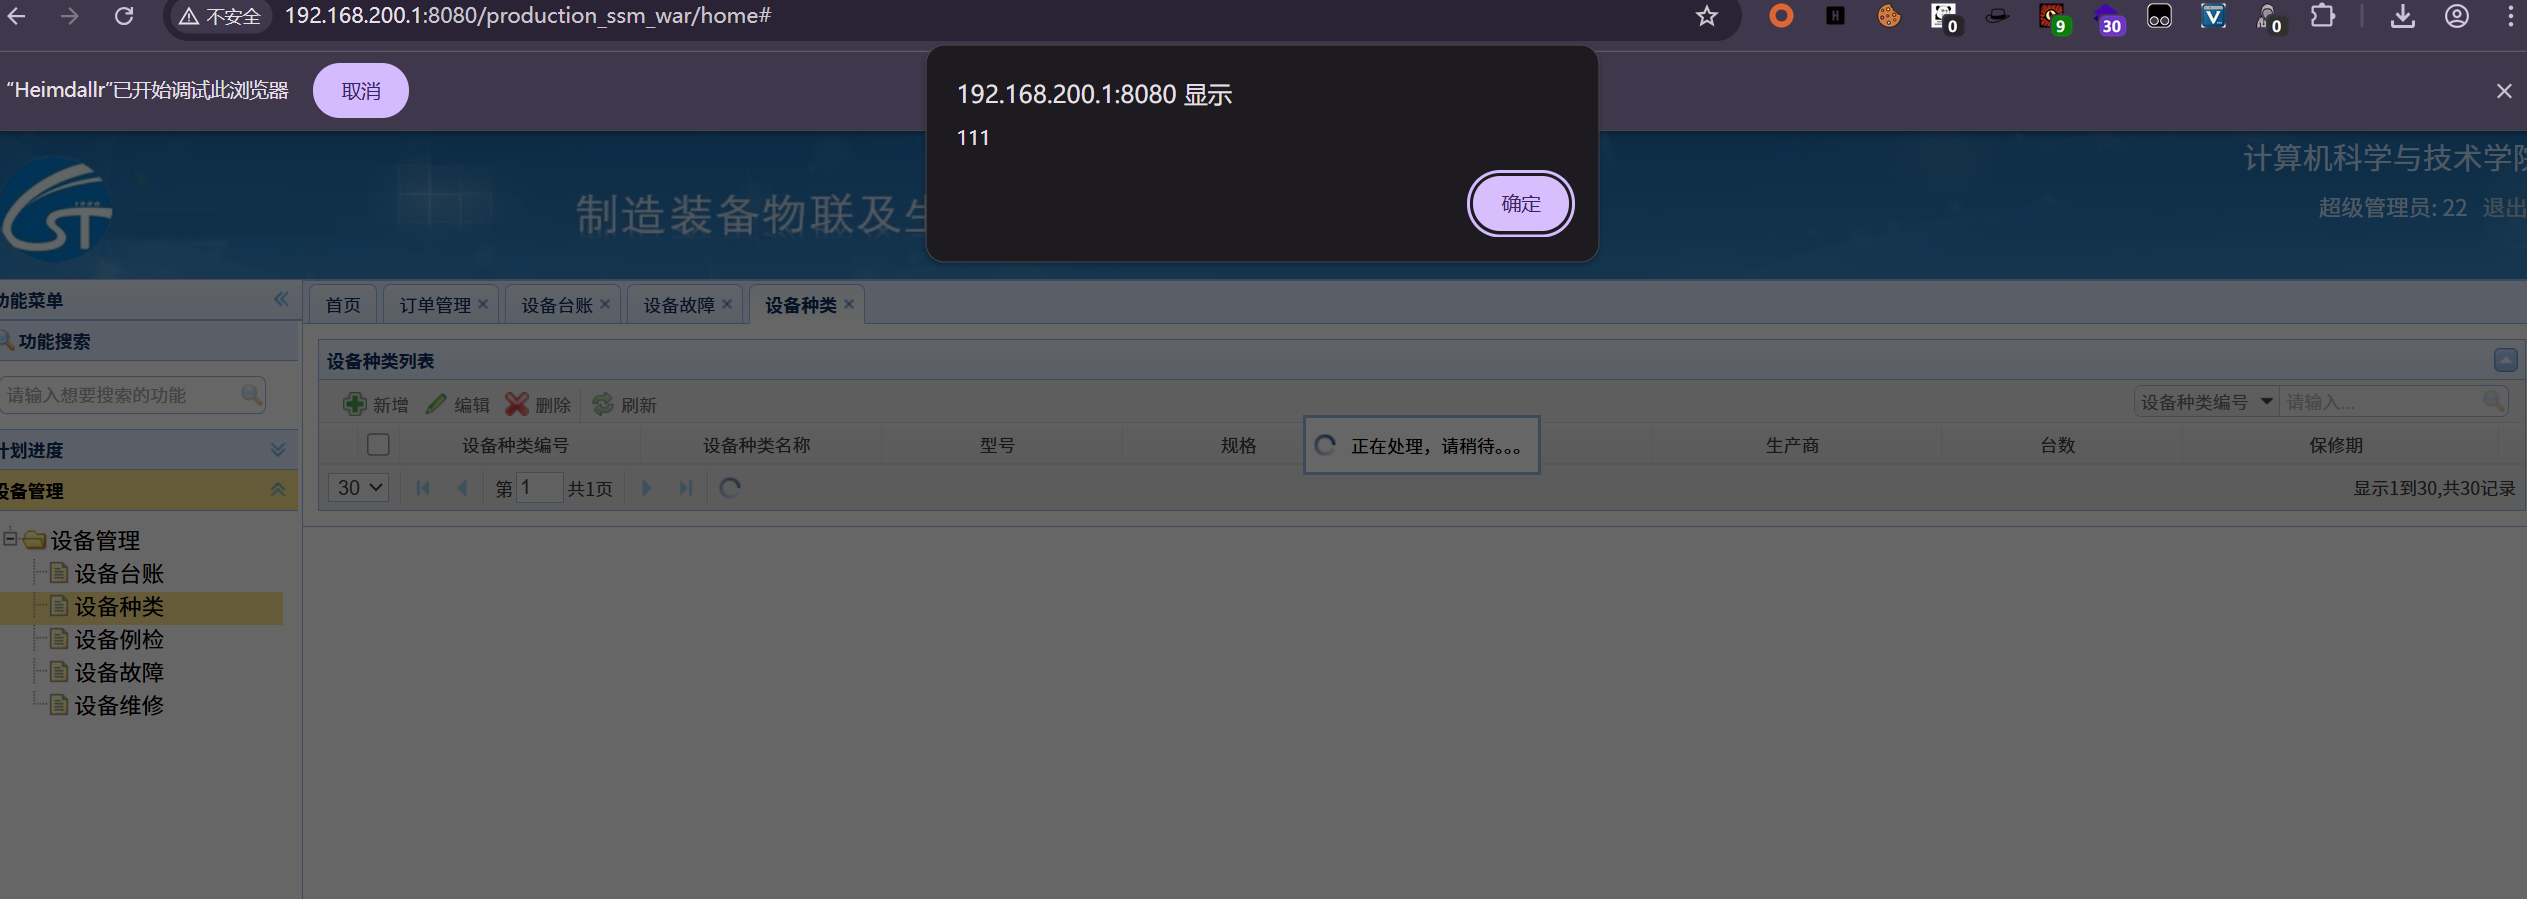 不安全 192.168.200.1:8080/production_ssm_war/home#
0 9 30 0
“Heimdallr”已开始调试此浏览器 取消
192.168.200.1:8080 显示
111
确定
制造装备物联及
计算机科学与技术学院
超级管理员: 22 退出
功能菜单
首页 订单管理 设备台账 设备故障 设备种类
功能搜索
设备种类列表
请输入想要搜索的功能
新增 编辑 删除 刷新
设备种类编号 请输入...
设备种类编号 设备种类名称 型号 规格 生产商 台数 保修期
正在处理，请稍待。。。
计划进度
30 第 1 共1页
显示1到30,共30记录
设备管理
设备管理
设备台账
设备种类
设备例检
设备故障
设备维修